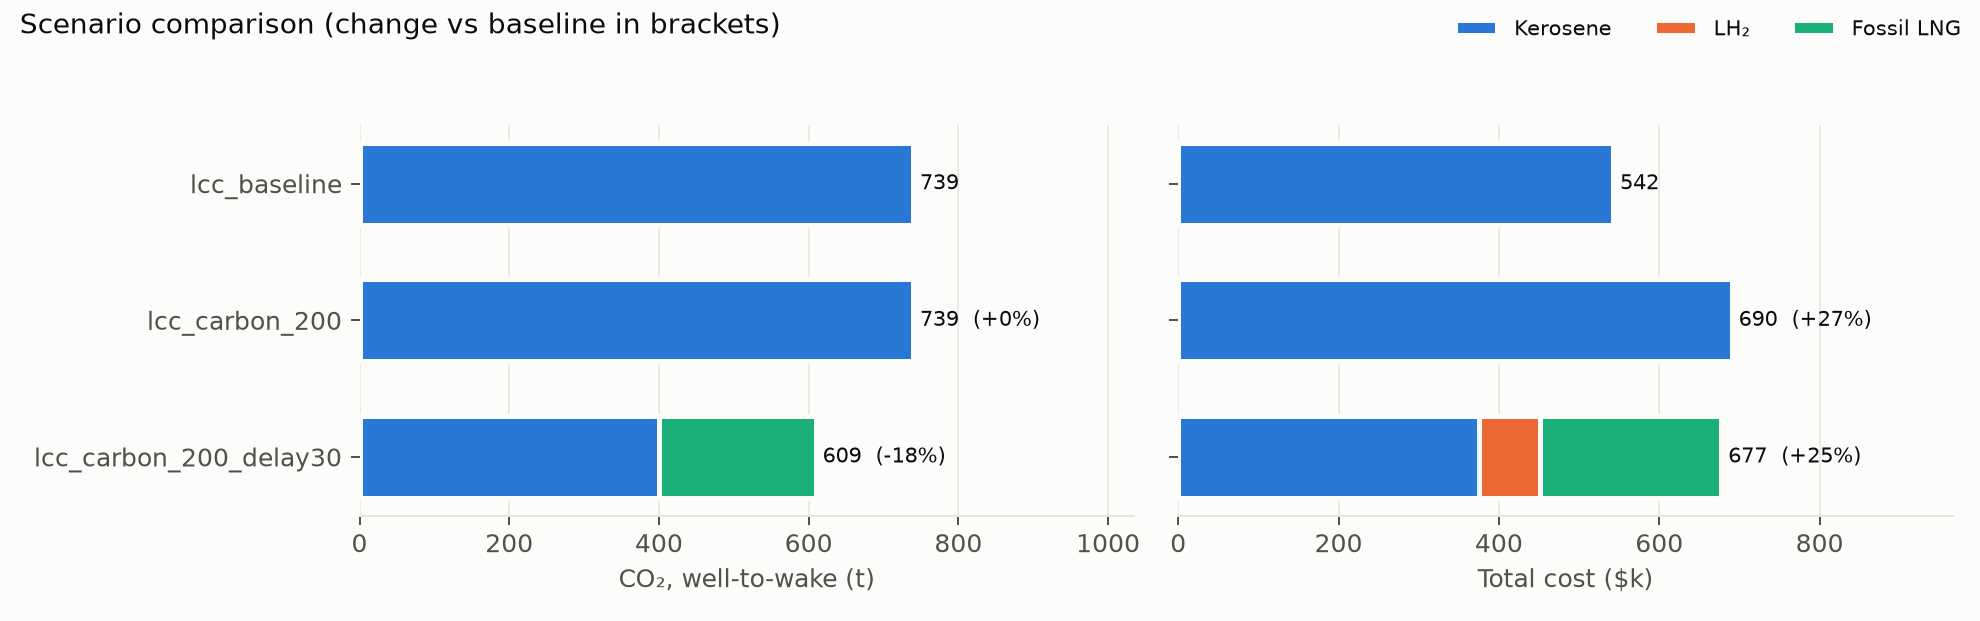 Scenario comparison (change vs baseline in brackets)
Kerosene
LH₂
Fossil LNG
lcc_baseline
739
542
lcc_carbon_200
739 (+0%)
690 (+27%)
lcc_carbon_200_delay30
609 (-18%)
677 (+25%)
0 200 400 600 800 1000
0 200 400 600 800
CO₂, well-to-wake (t)
Total cost ($k)